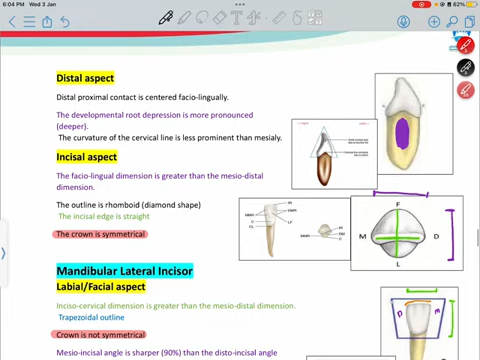 6:04 PM Wed 3 Jan
62%
Distal aspect
Distal proximal contact is centered facio-lingually.
The developmental root depression is more pronounced
(deeper).
The curvature of the cervical line is less prominent than mesialy.
Incisal aspect
The facio-lingual dimension is greater than the mesio-distal
dimension.
The outline is rhomboid (diamond shape)
The incisal edge is straight
The crown is symmetrical
F
M
D
L
Mandibular Lateral Incisor
Labial/Facial aspect
Inciso-cervical dimension is greater than the mesio-distal dimension.
Trapezoidal outline
Crown is not symmetrical
Mesio-incisal angle is sharper (90%) than the disto-incisal angle
D